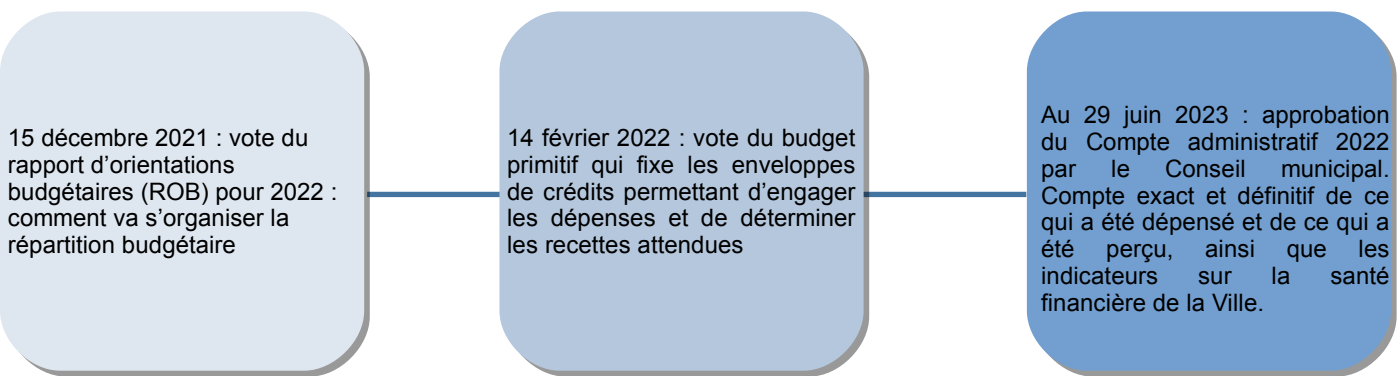 15 décembre 2021 : vote du
rapport d’orientations
budgétaires (ROB) pour 2022 :
comment va s’organiser la
répartition budgétaire
14 février 2022 : vote du budget
primitif qui fixe les enveloppes
de crédits permettant d’engager
les dépenses et de déterminer
les recettes attendues
Au 29 juin 2023 : approbation
du Compte administratif 2022
par le Conseil municipal.
Compte exact et définitif de ce
qui a été dépensé et de ce qui a
été perçu, ainsi que les
indicateurs sur la santé
financière de la Ville.